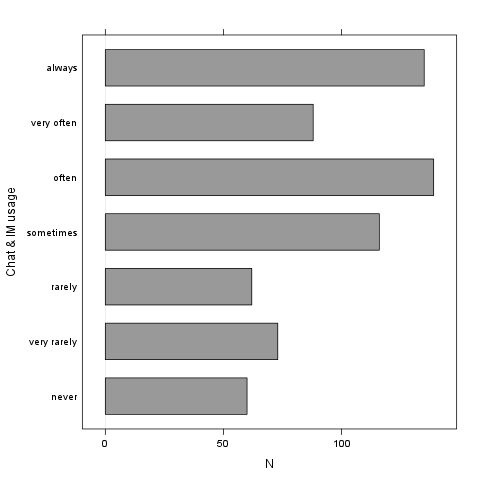 always
very often
often
sometimes
rarely
very rarely
never
Chat & IM usage
0 50 100
N